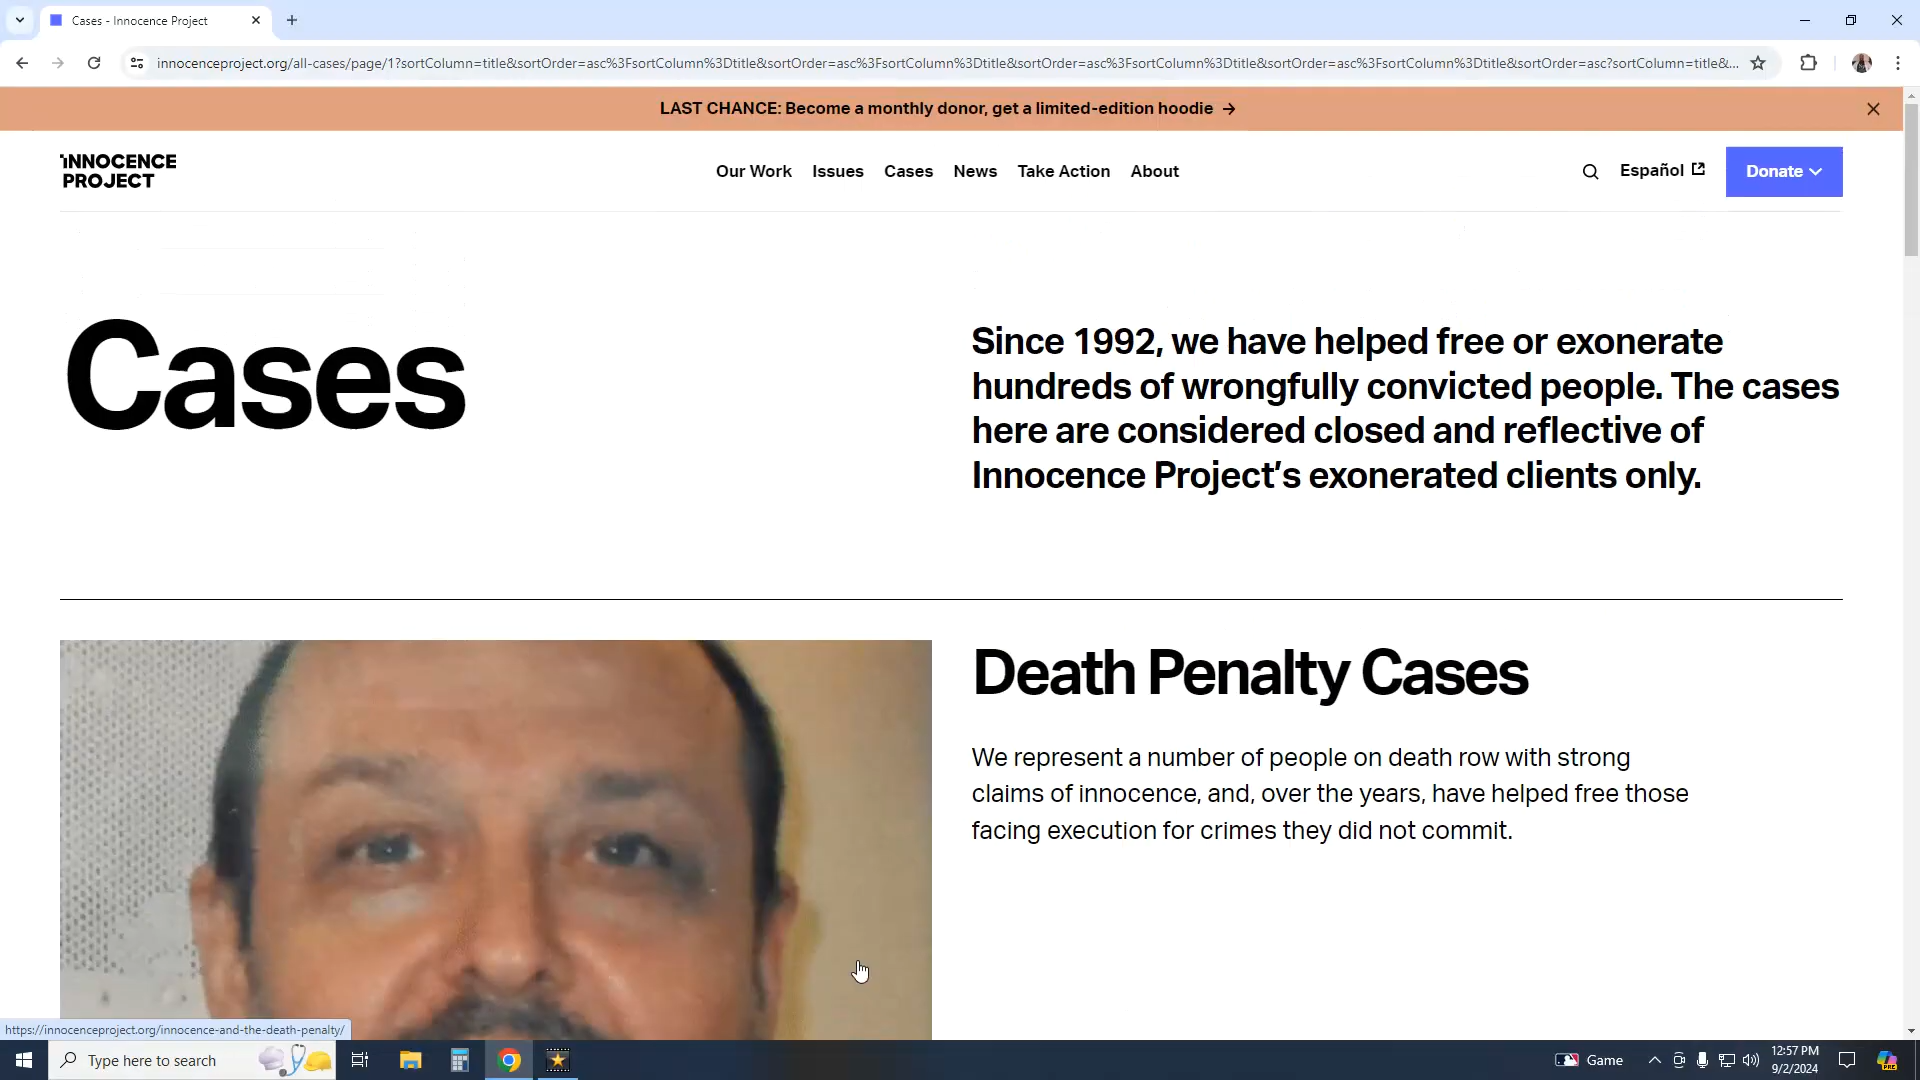 Cases - Innocence Project
innocenceproject.org/all-cases/page/1?sortColumn=title&sortOrder=asc%3FsortColumn%3Dtitle&sortOrder=asc%3FsortColumn%3Dtitle&sortOrder=asc%3FsortColumn%3Dtitle&sortOrder=asc%3FsortColumn%3Dtitle&sortOrder=asc?sortColumn=title&...
LAST CHANCE: Become a monthly donor, get a limited-edition hoodie →
INNOCENCE
PROJECT
Our Work Issues Cases News Take Action About
Español
Donate
Cases
Since 1992, we have helped free or exonerate
hundreds of wrongfully convicted people. The cases
here are considered closed and reflective of
Innocence Project's exonerated clients only.
Death Penalty Cases
We represent a number of people on death row with strong
claims of innocence, and, over the years, have helped free those
facing execution for crimes they did not commit.
https://innocenceproject.org/innocence-and-the-death-penalty/
Type here to search
Game
12:57 PM
9/2/2024